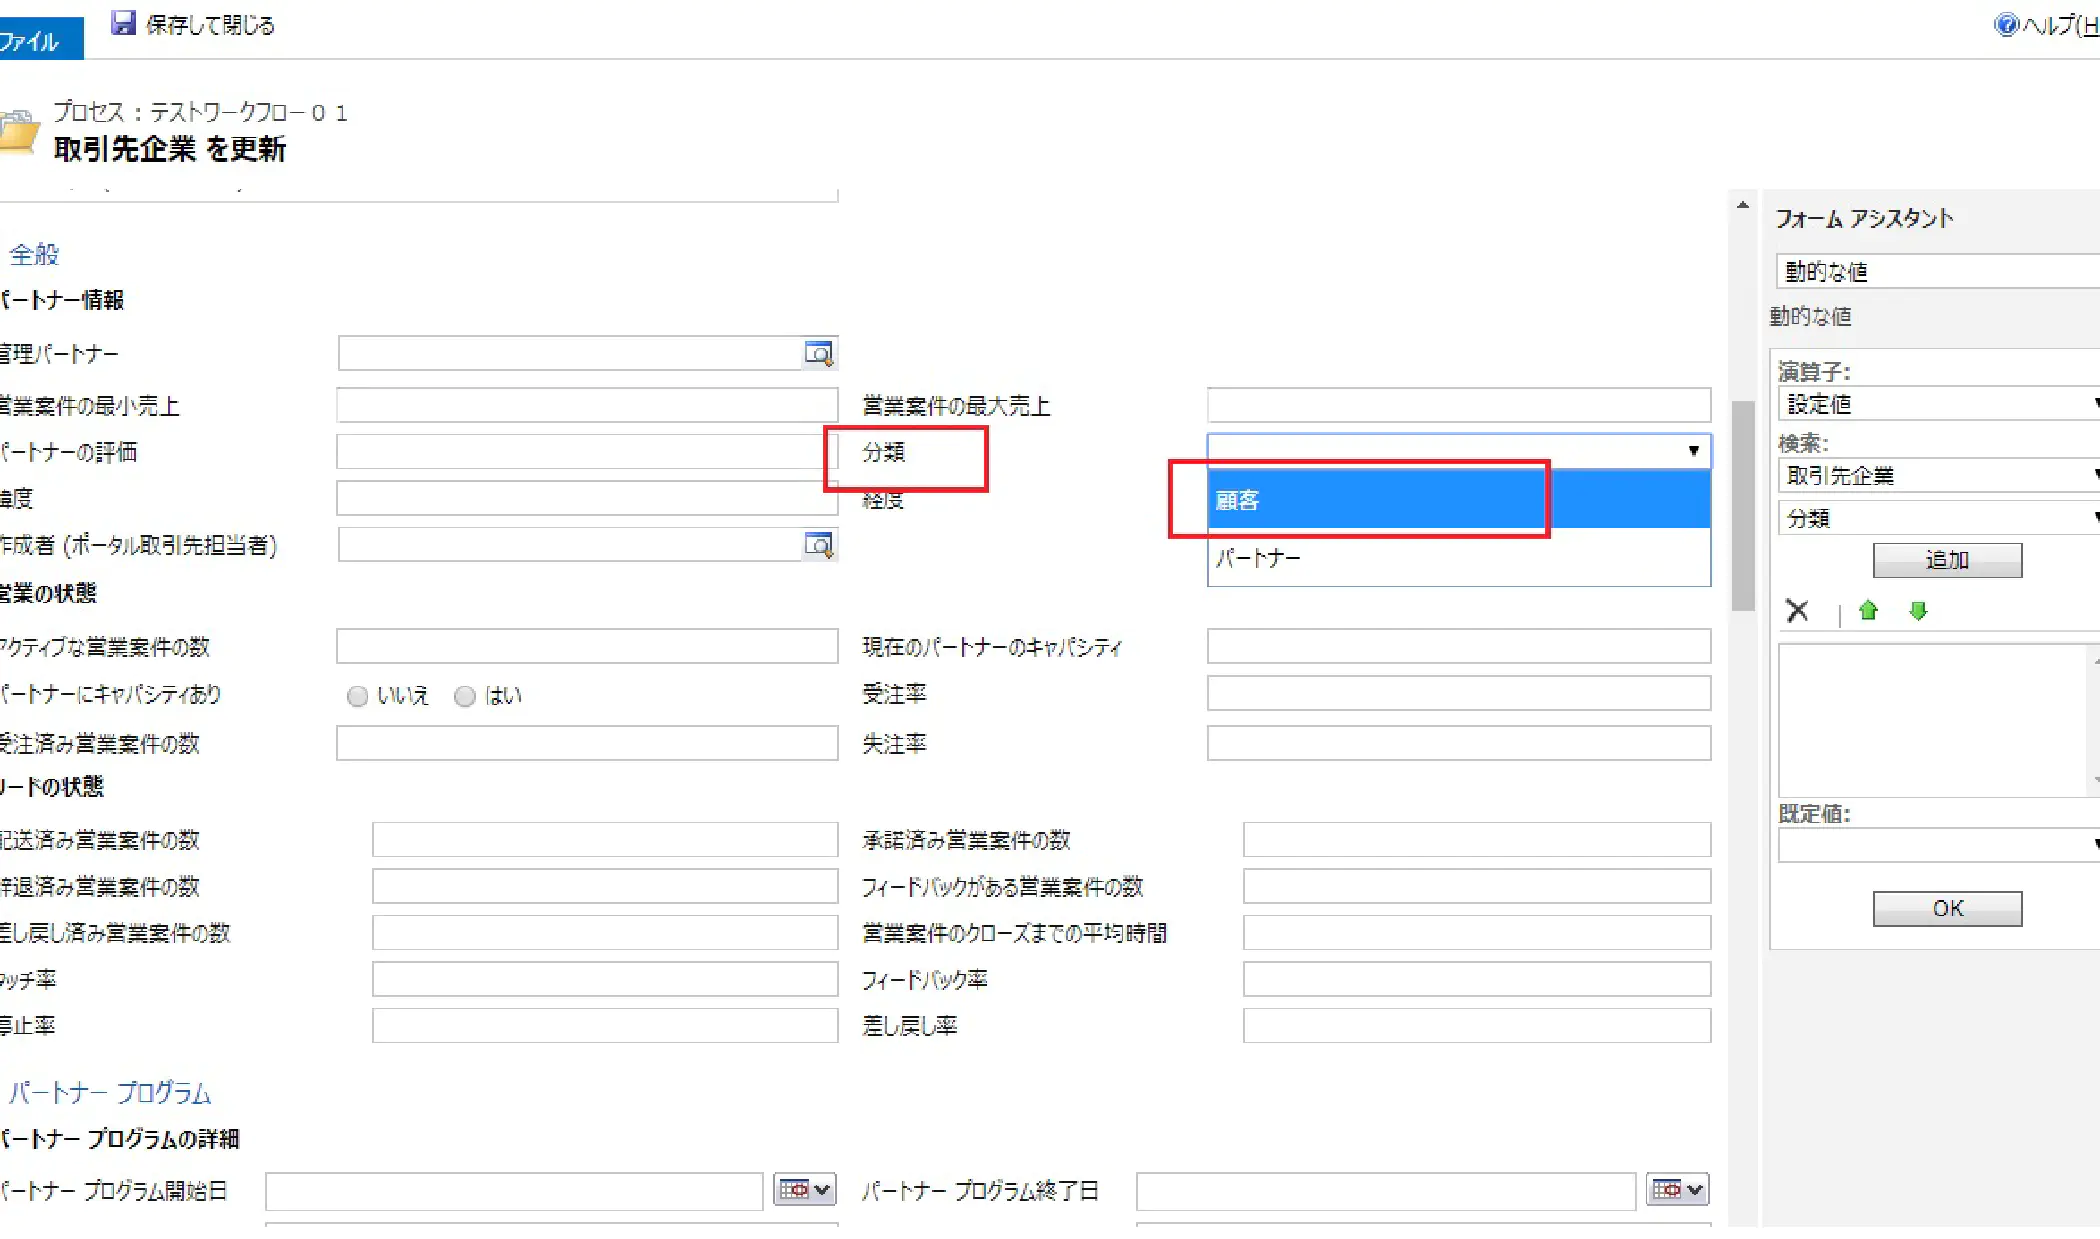 ファイル
保存して閉じる
ヘルプ(H
プロセス : テストワークフロー０１
取引先企業 を更新
全般
パートナー情報
管理パートナー
営業案件の最小売上
営業案件の最大売上
パートナーの評価
分類
緯度
経度
顧客
パートナー
作成者 (ポータル取引先担当者)
営業の状態
アクティブな営業案件の数
現在のパートナーのキャパシティ
パートナーにキャパシティあり
いいえ
はい
受注率
受注済み営業案件の数
失注率
リードの状態
配送済み営業案件の数
承諾済み営業案件の数
辞退済み営業案件の数
フィードバックがある営業案件の数
差し戻し済み営業案件の数
営業案件のクローズまでの平均時間
タッチ率
フィードバック率
停止率
差し戻し率
パートナー プログラム
パートナー プログラムの詳細
パートナー プログラム開始日
パートナー プログラム終了日
フォーム アシスタント
動的な値
動的な値
演算子:
設定値
検索:
取引先企業
分類
追加
既定値:
OK